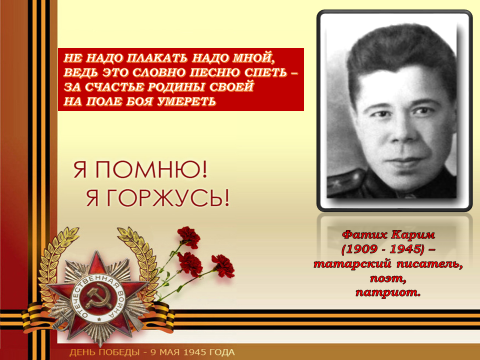 НЕ НАДО ПЛАКАТЬ НАДО МНОЙ,
ВЕДЬ ЭТО СЛОВНО ПЕСНЮ СПЕТЬ –
ЗА СЧАСТЬЕ РОДИНЫ СВОЕЙ
НА ПОЛЕ БОЯ УМЕРЕТЬ
Я ПОМНЮ!
Я ГОРЖУСЬ!
Фатих Карим
(1909 - 1945) –
татарский писатель,
поэт,
патриот.
ОТЕЧЕСТВЕННАЯ ВОЙНА
ДЕНЬ ПОБЕДЫ - 9 МАЯ 1945 ГОДА